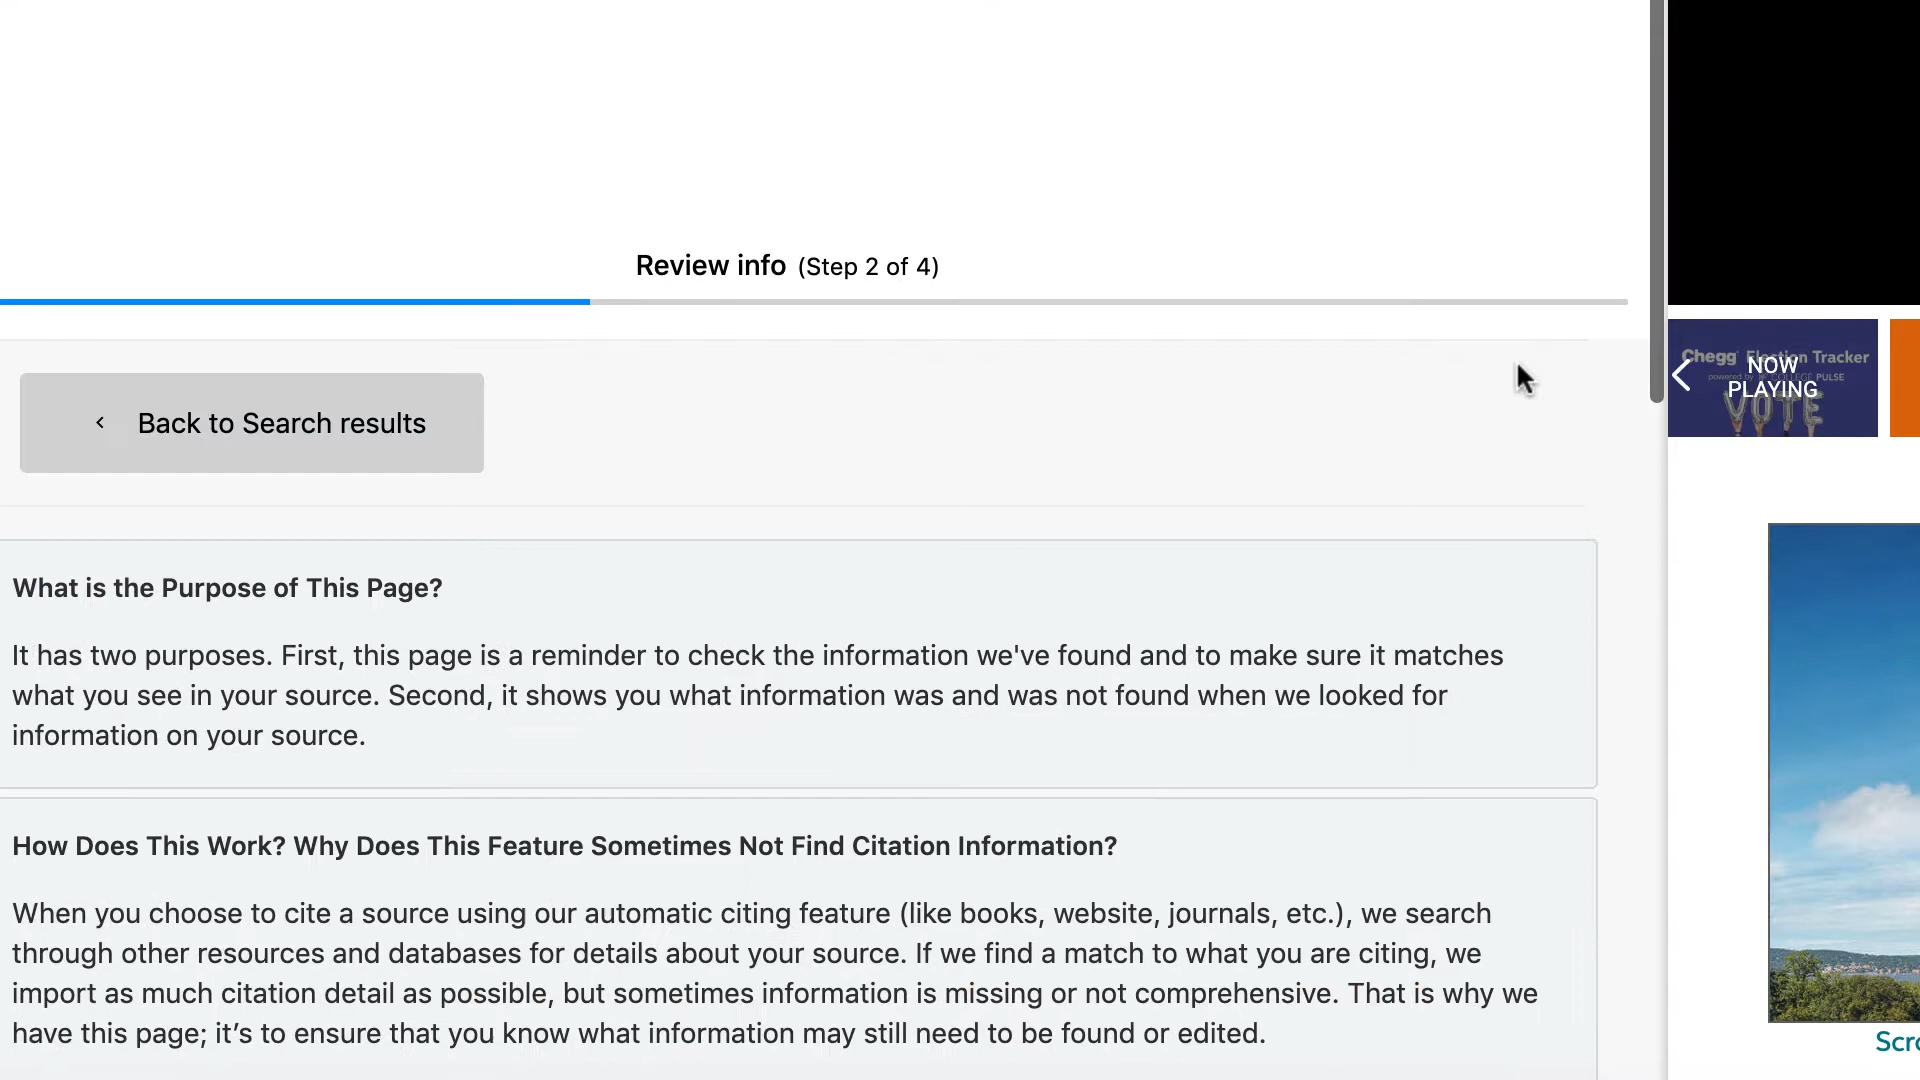 Review info (Step 2 of 4)
Chegg Election Tracker
NOW
PLAYING
powered by COLLEGE PULSE
VOTE
Back to Search results
What is the Purpose of This Page?
It has two purposes. First, this page is a reminder to check the information we've found and to make sure it matches
what you see in your source. Second, it shows you what information was and was not found when we looked for
information on your source.
How Does This Work? Why Does This Feature Sometimes Not Find Citation Information?
When you choose to cite a source using our automatic citing feature (like books, website, journals, etc.), we search
through other resources and databases for details about your source. If we find a match to what you are citing, we
import as much citation detail as possible, but sometimes information is missing or not comprehensive. That is why we
have this page; it’s to ensure that you know what information may still need to be found or edited.
Scro